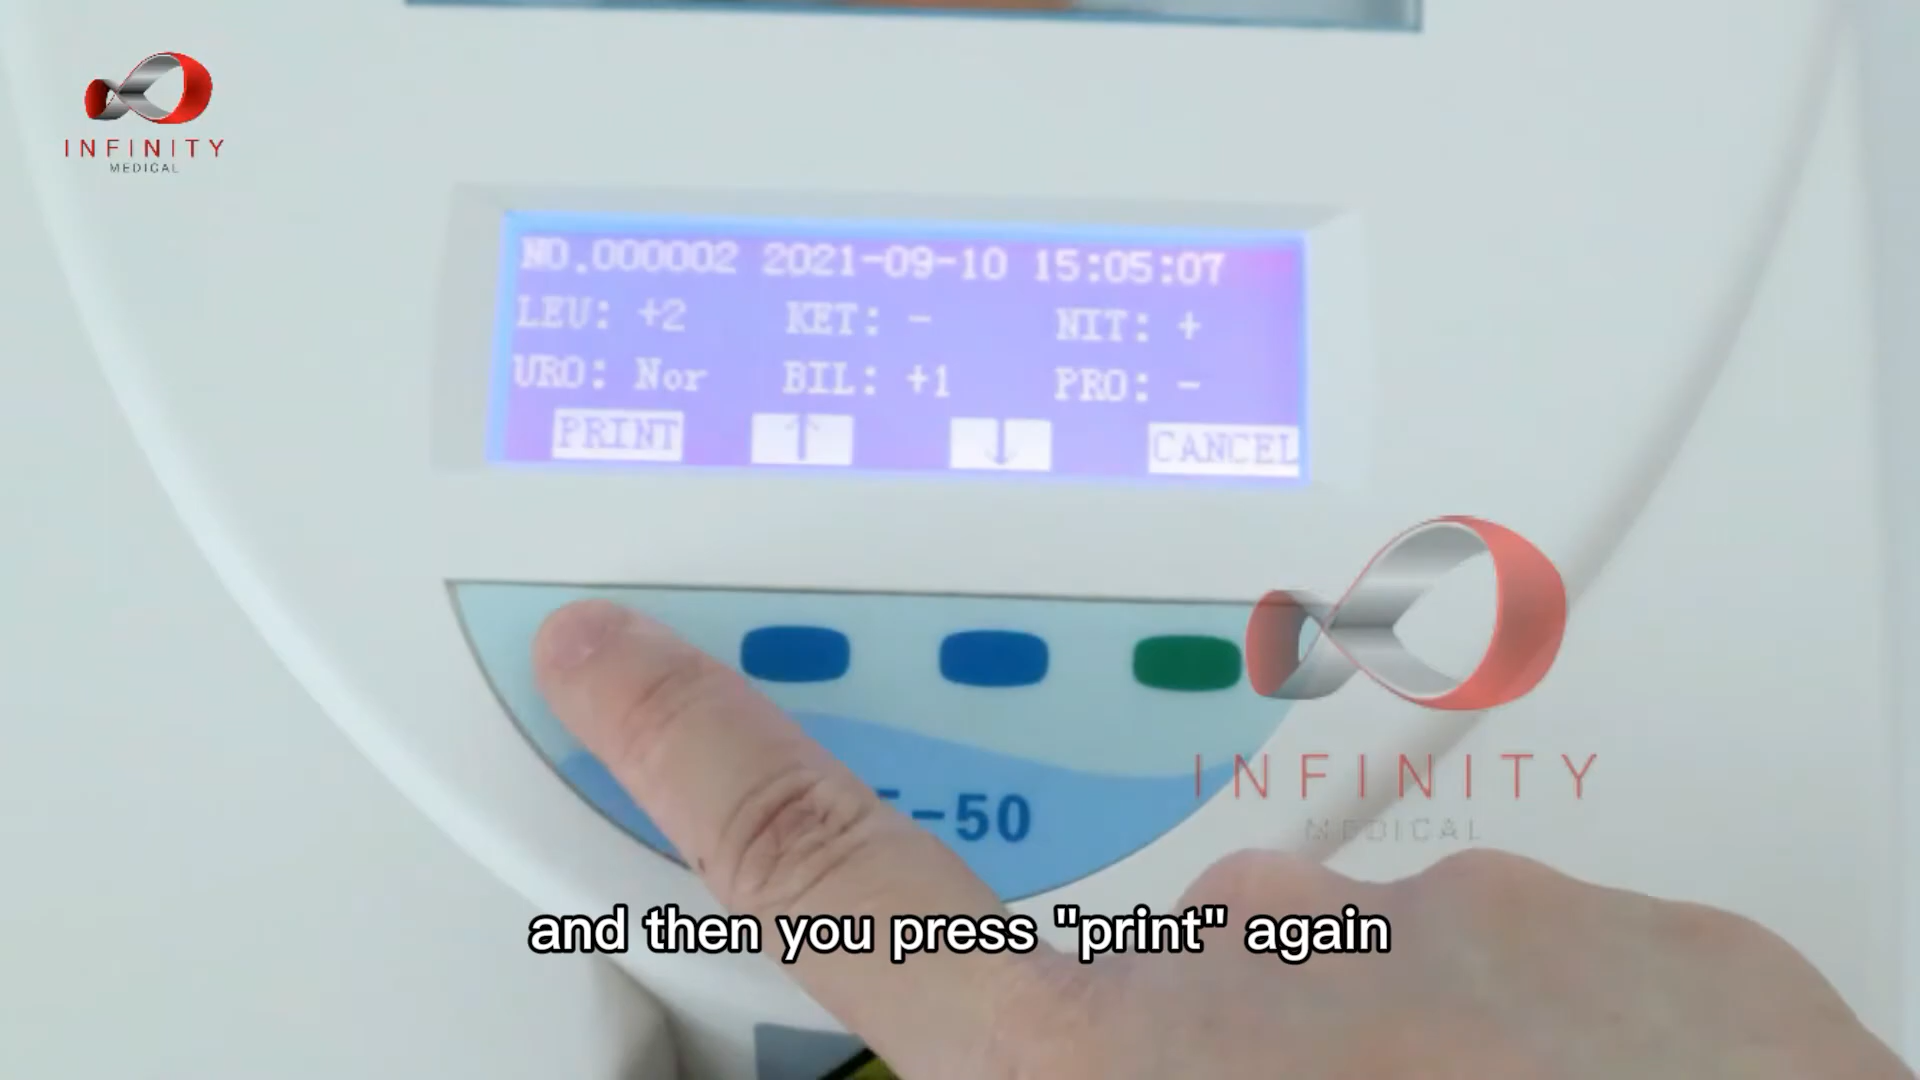 INFINITY
MEDICAL
NO.000002 2021-09-10 15:05:07
LEU: +2 KET: - NIT: +
URO: Nor BIL: +1 PRO: -
PRINT ↑ ↓ CANCEL
-50
INFINITY
MEDICAL
and then you press "print" again